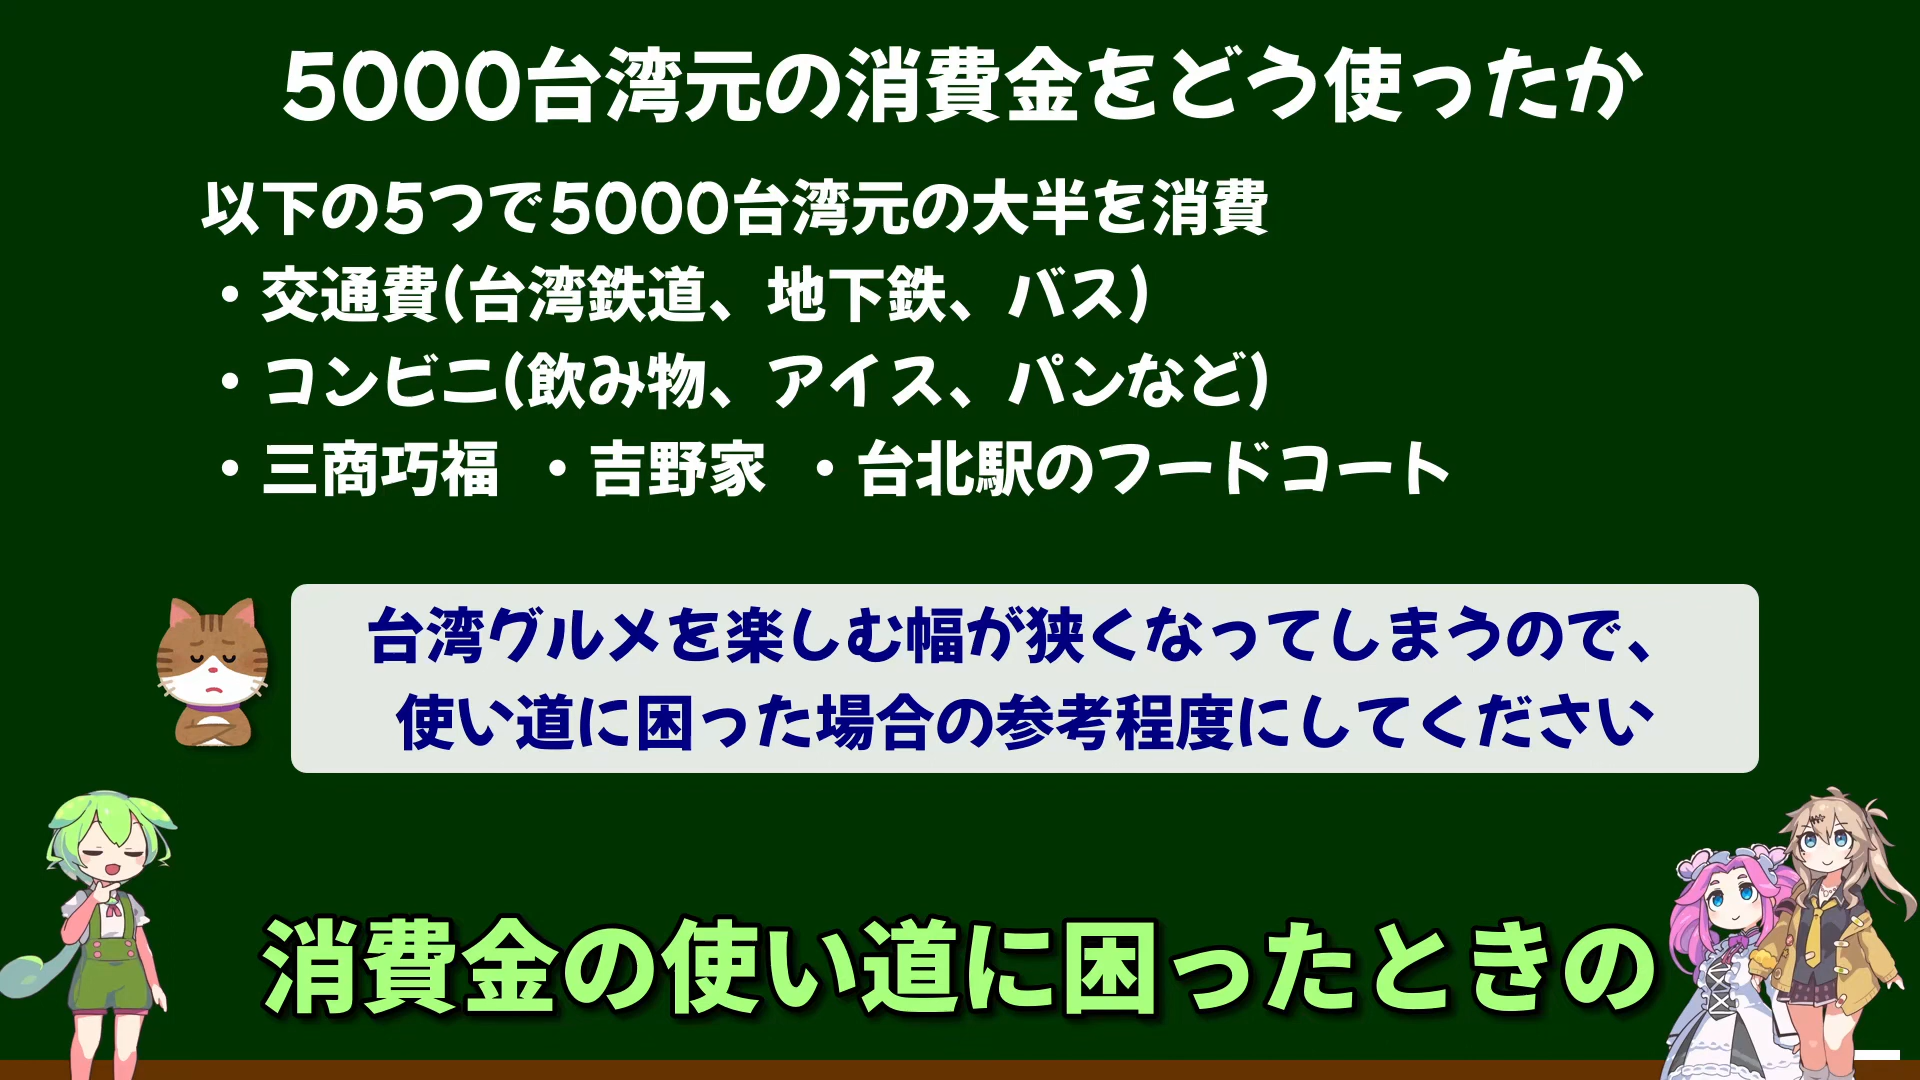 5000台湾元の消費金をどう使ったか
以下の5つで5000台湾元の大半を消費
・交通費(台湾鉄道、地下鉄、バス)
・コンビニ(飲み物、アイス、パンなど)
・三商巧福 ・吉野家 ・台北駅のフードコート
台湾グルメを楽しむ幅が狭くなってしまうので、
使い道に困った場合の参考程度にしてください
消費金の使い道に困ったときの